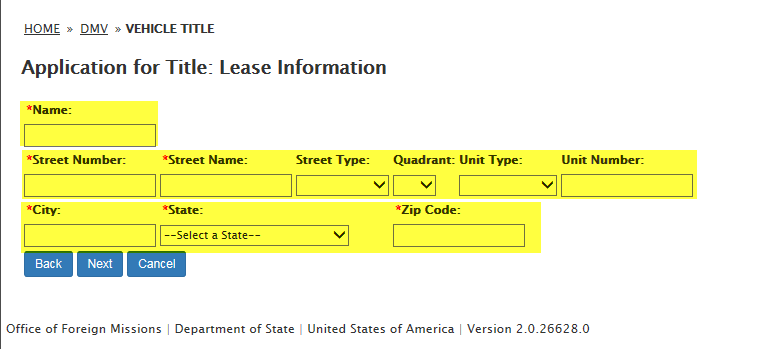 HOME » DMV » VEHICLE TITLE
Application for Title: Lease Information
*Name:
*Street Number: *Street Name: Street Type: Quadrant: Unit Type: Unit Number:
*City: *State: *Zip Code:
--Select a State--
Back Next Cancel
Office of Foreign Missions | Department of State | United States of America | Version 2.0.26628.0